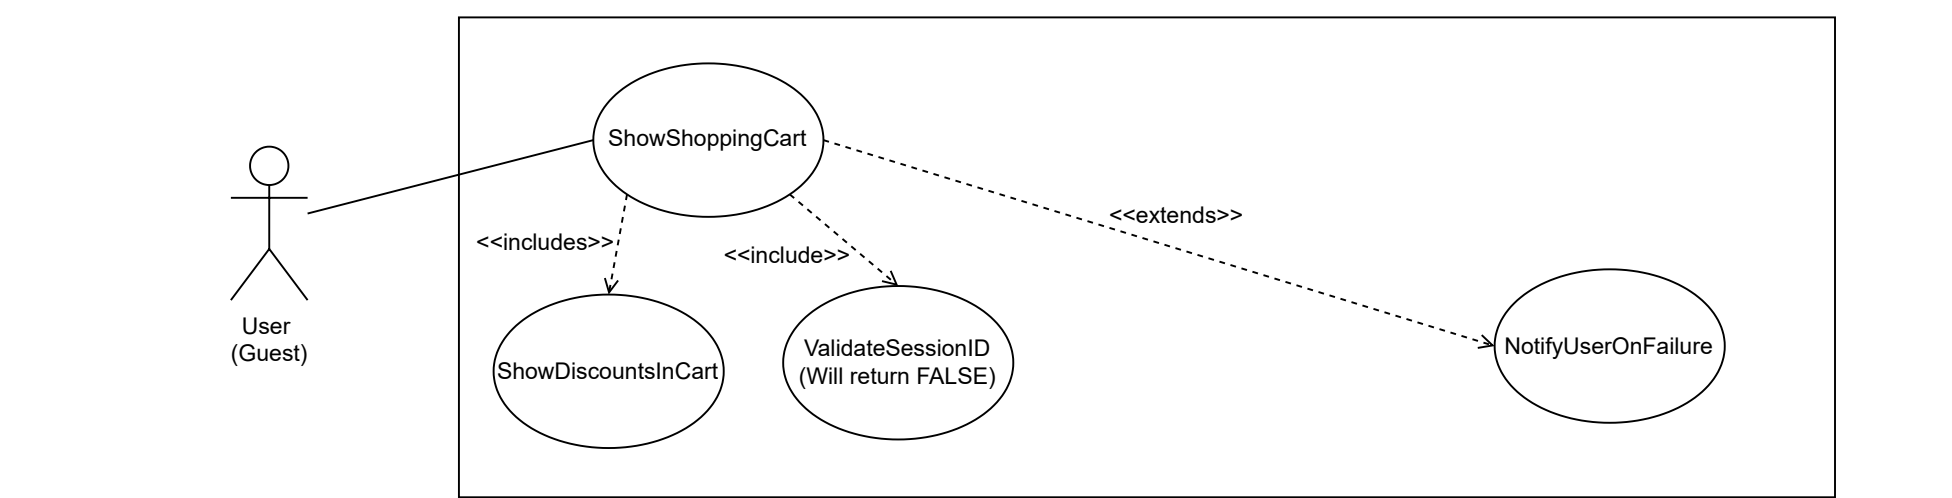 ShowShoppingCart
<<extends>>
<<includes>>
<<include>>
User
(Guest)
ShowDiscountsInCart
ValidateSessionID
(Will return FALSE)
NotifyUserOnFailure